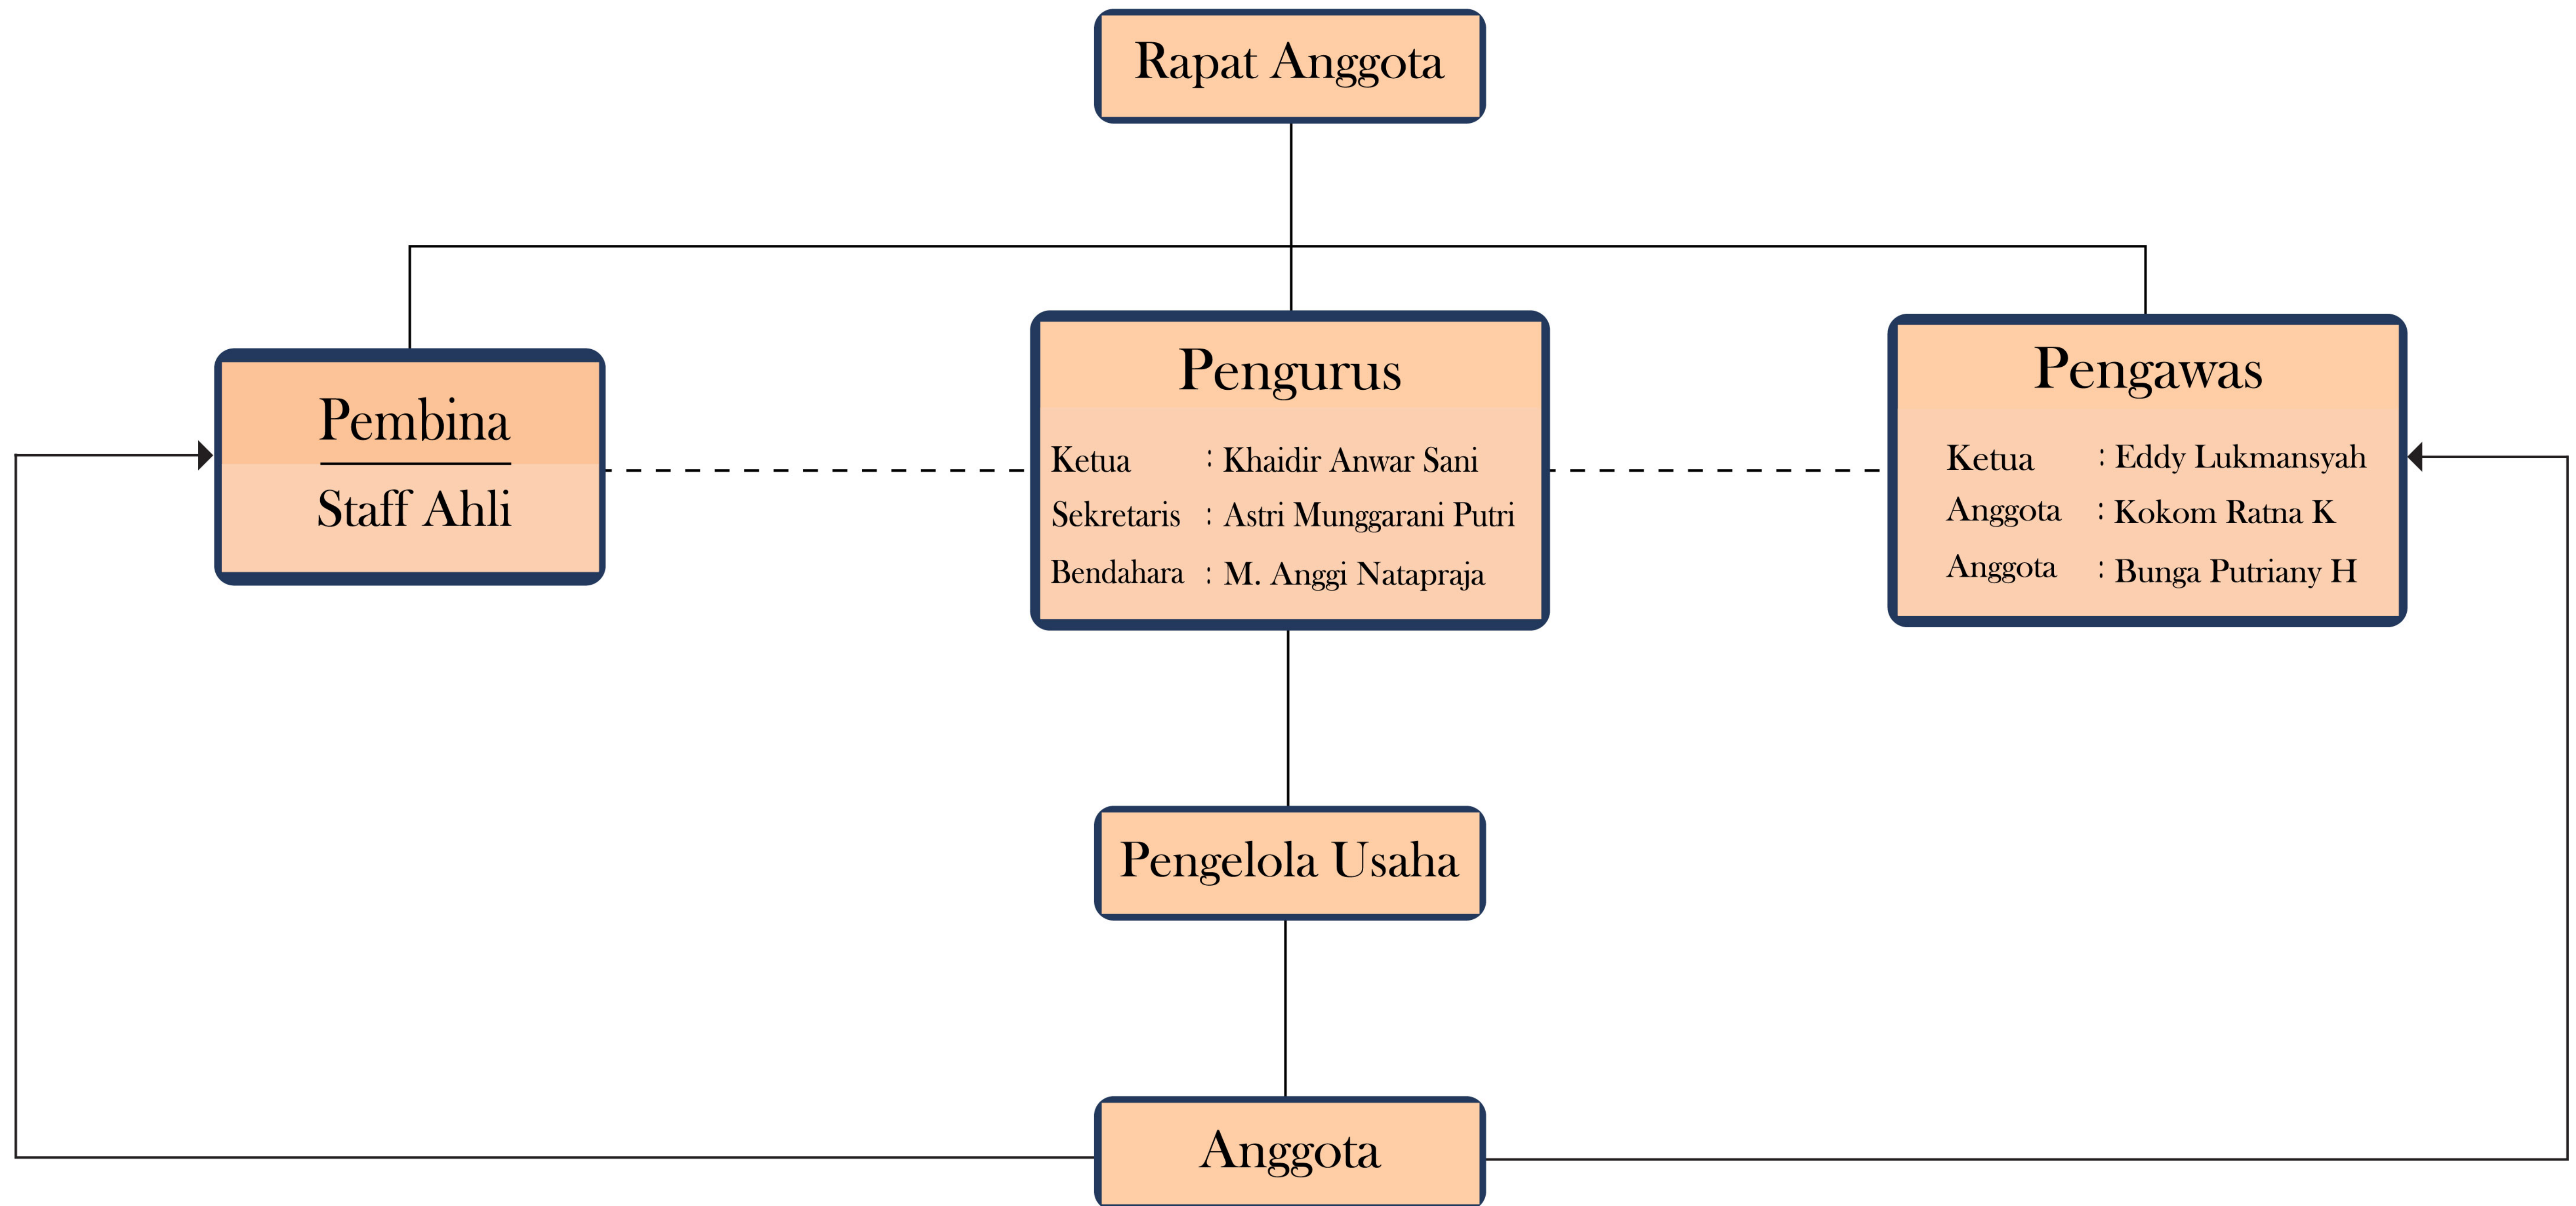 Rapat Anggota
Pembina
Staff Ahli
Pengurus
Ketua : Khaidir Anwar Sani
Sekretaris : Astri Munggarani Putri
Bendahara : M. Anggi Natapraja
Pengawas
Ketua : Eddy Lukmansyah
Anggota : Kokom Ratna K
Anggota : Bunga Putriany H
Pengelola Usaha
Anggota